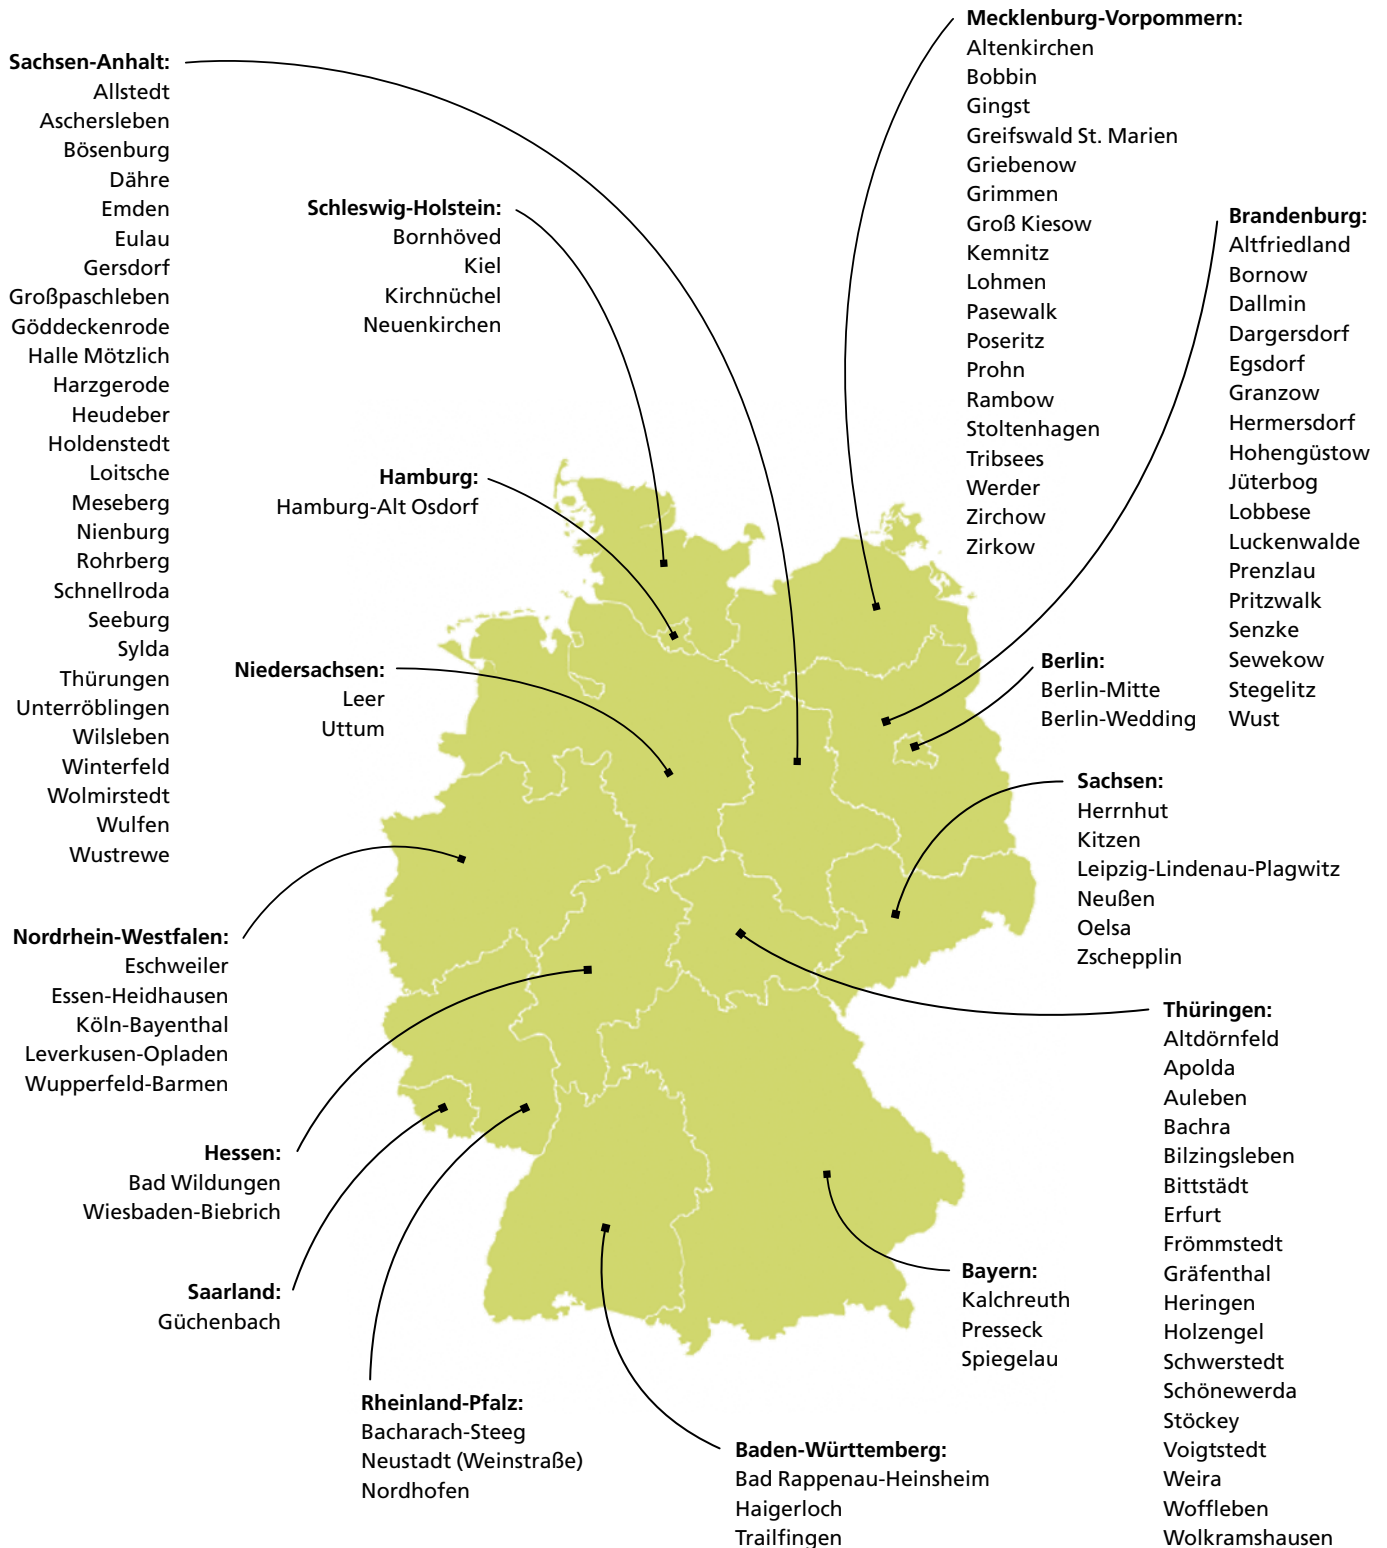 Sachsen-Anhalt:
Allstedt
Aschersleben
Bösenburg
Dähre
Emden
Eulau
Gersdorf
Großpaschleben
Göddeckenrode
Halle Mötzlich
Harzgerode
Heudeber
Holdenstedt
Loitsche
Meseberg
Nienburg
Rohrberg
Schnellroda
Seeburg
Sylda
Thürungen
Unterröblingen
Wilsleben
Winterfeld
Wolmirstedt
Wulfen
Wustrewe
Schleswig-Holstein:
Bornhöved
Kiel
Kirchnüchel
Neuenkirchen
Hamburg:
Hamburg-Alt Osdorf
Niedersachsen:
Leer
Uttum
Mecklenburg-Vorpommern:
Altenkirchen
Bobbin
Gingst
Greifswald St. Marien
Griebenow
Grimmen
Groß Kiesow
Kemnitz
Lohmen
Pasewalk
Poseritz
Prohn
Rambow
Stoltenhagen
Tribsees
Werder
Zirchow
Zirkow
Brandenburg:
Altfriedland
Bornow
Dallmin
Dargersdorf
Egsdorf
Granzow
Hermersdorf
Hohengüstow
Jüterbog
Lobbese
Luckenwalde
Prenzlau
Pritzwalk
Senzke
Sewekow
Stegelitz
Wust
Berlin:
Berlin-Mitte
Berlin-Wedding
Sachsen:
Herrnhut
Kitzen
Leipzig-Lindenau-Plagwitz
Neußen
Oelsa
Zschepplin
Nordrhein-Westfalen:
Eschweiler
Essen-Heidhausen
Köln-Bayenthal
Leverkusen-Opladen
Wupperfeld-Barmen
Hessen:
Bad Wildungen
Wiesbaden-Biebrich
Saarland:
Güchenbach
Rheinland-Pfalz:
Bacharach-Steeg
Neustadt (Weinstraße)
Nordhofen
Baden-Württemberg:
Bad Rappenau-Heinsheim
Haigerloch
Trailfingen
Bayern:
Kalchreuth
Presseck
Spiegelau
Thüringen:
Altdörnfeld
Apolda
Auleben
Bachra
Bilzingsleben
Bittstädt
Erfurt
Frömmstedt
Gräfenthal
Heringen
Holzengel
Schwerstedt
Schönewerda
Stöckey
Voigtstedt
Weira
Woffleben
Wolkramshausen